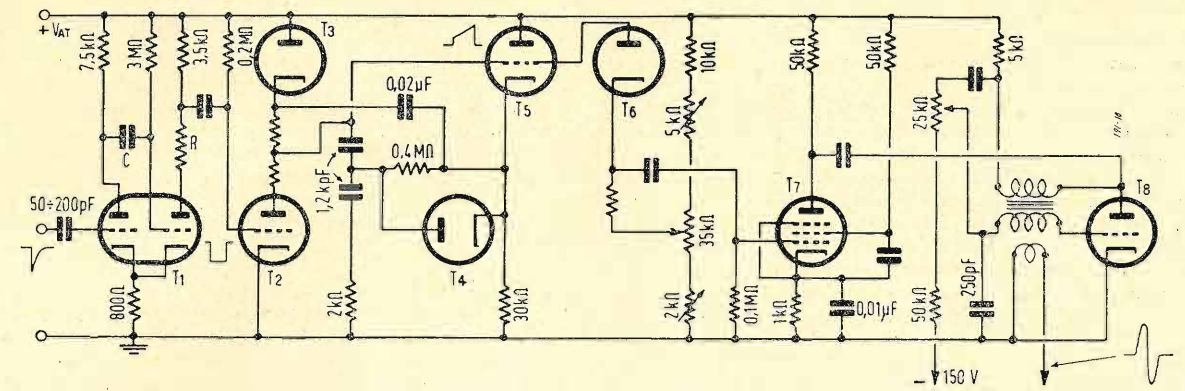 + VAT
7,5kΩ
3MΩ
3,5kΩ
0,2MΩ
T3
0,02μF
T5
T6
10kΩ
50kΩ
50kΩ
5kΩ
C
R
0,4MΩ
5kΩ
25kΩ
1,2kpF
50÷200pF
T7
T8
T1
T2
T4
35kΩ
800Ω
2kΩ
30kΩ
2kΩ
0,1MΩ
1kΩ
0,01μF
50kΩ
250pF
− 150 V